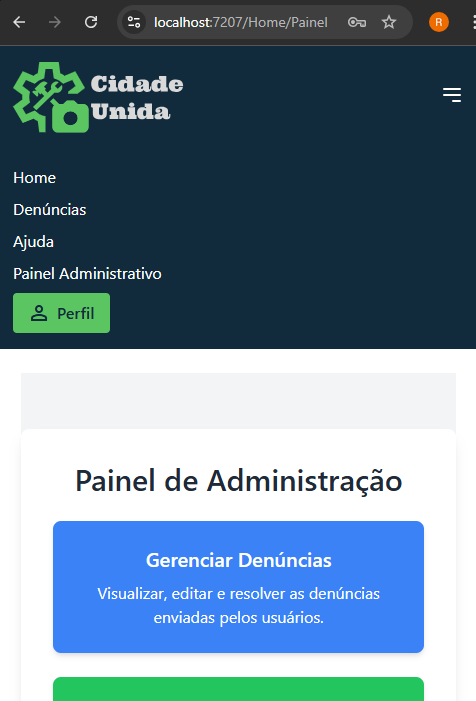 localhost:7207/Home/Painel
R
Cidade
Unida
Home
Denúncias
Ajuda
Painel Administrativo
Perfil
Painel de Administração
Gerenciar Denúncias
Visualizar, editar e resolver as denúncias
enviadas pelos usuários.